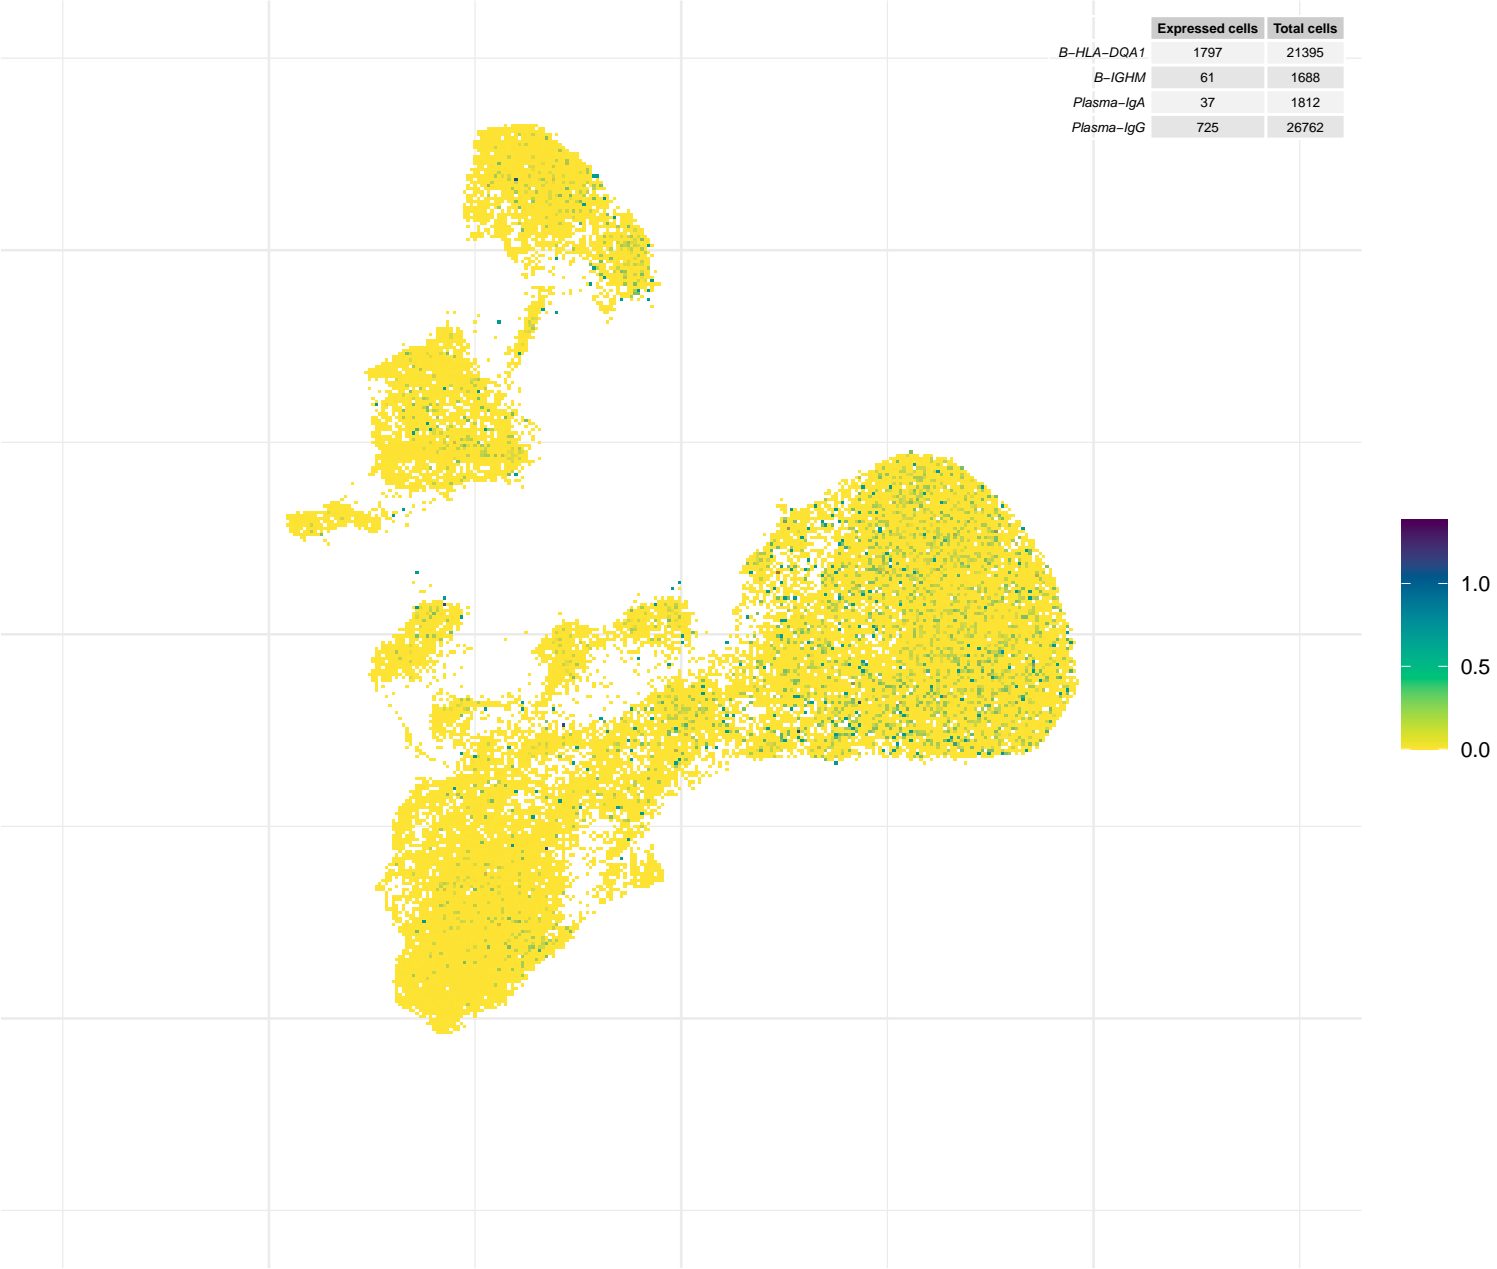 Expressed cells Total cells
B−HLA−DQA1 1797 21395
B−IGHM 61 1688
Plasma−IgA 37 1812
Plasma−IgG 725 26762
1.0
0.5
0.0